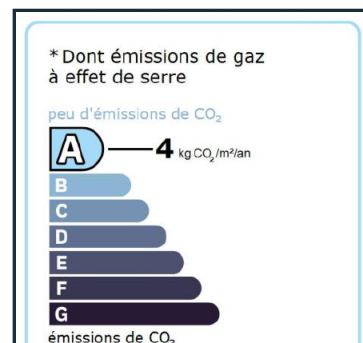 * Dont émissions de gaz
à effet de serre
peu d'émissions de CO₂
A 4 kg CO₂/m²/an
B
C
D
E
F
G
émissions de CO₂